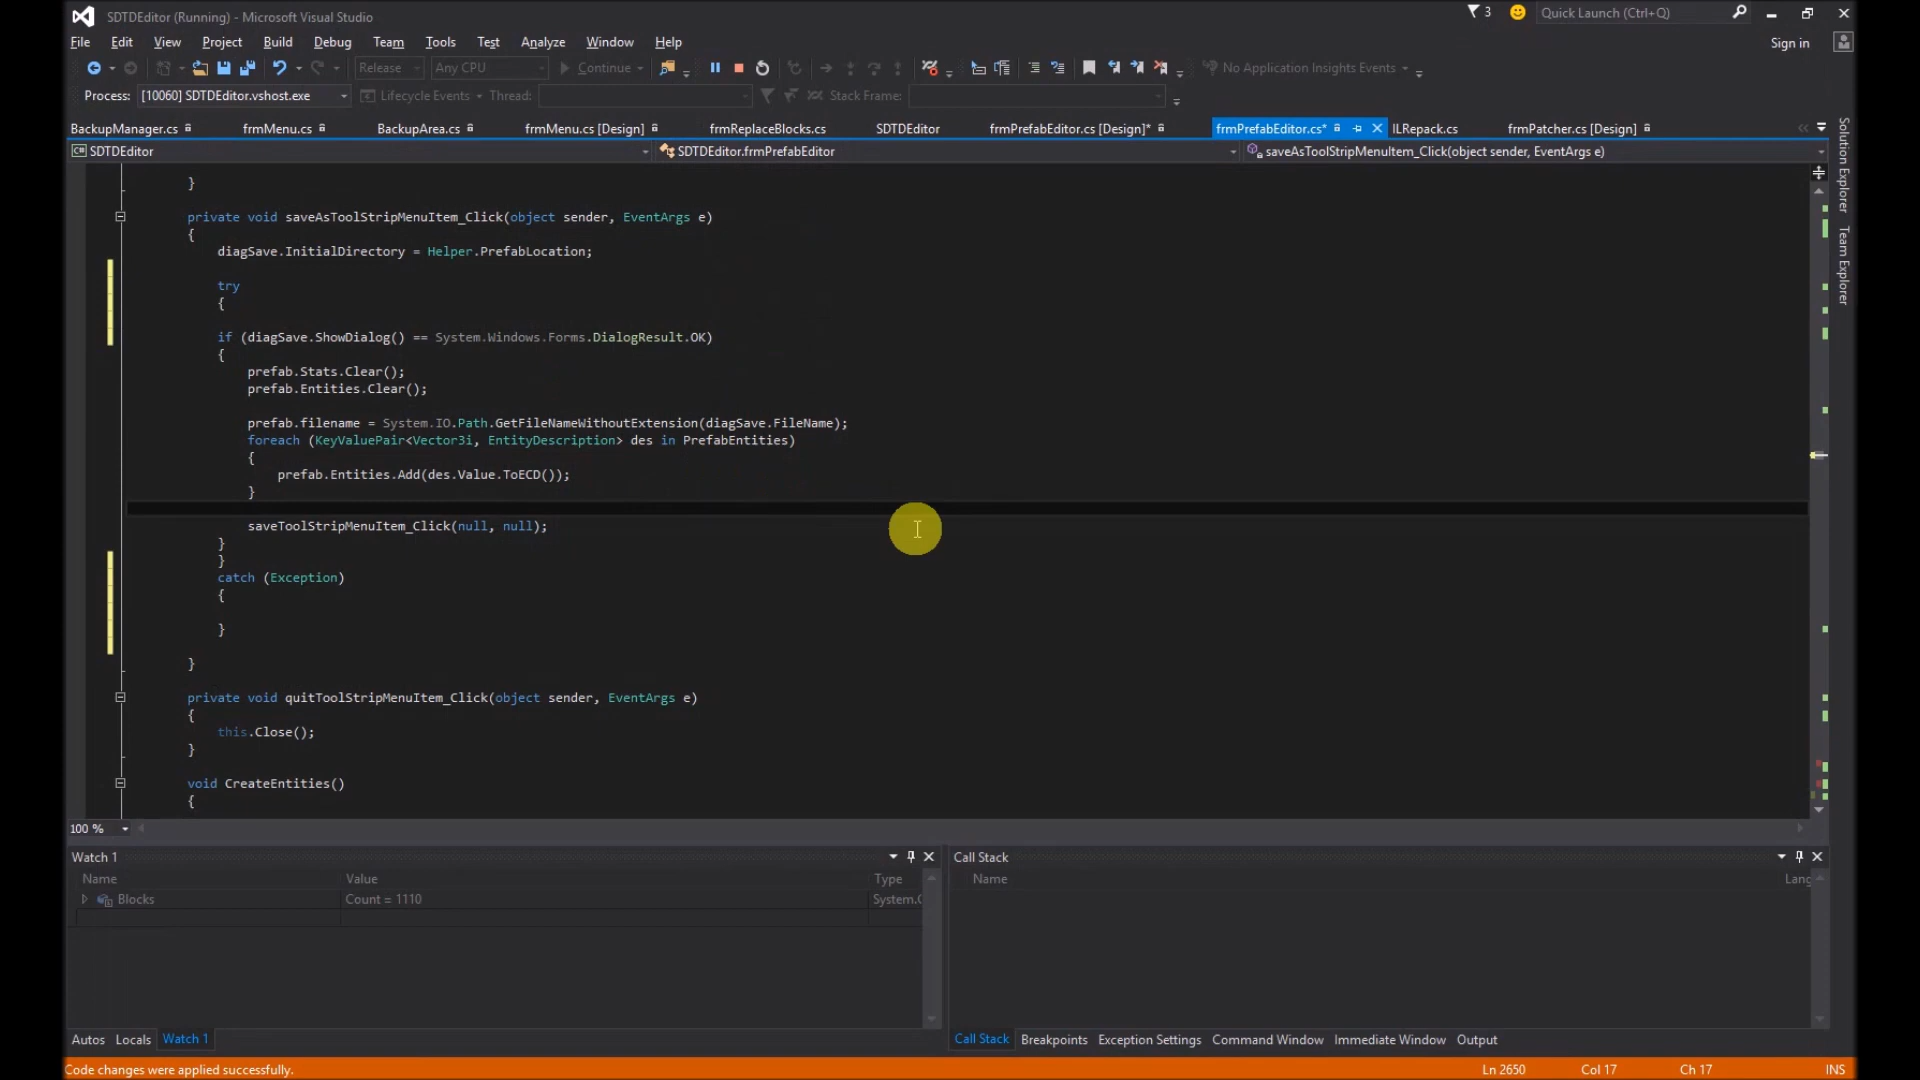 SDTDEditor (Running) - Microsoft Visual Studio
3
Quick Launch (Ctrl+Q)
File Edit View Project Build Debug Team Tools Test Analyze Window Help
Sign in
Release Any CPU Continue No Application Insights Events
Process: [10060] SDTDEditor.vshost.exe Lifecycle Events Thread: Stack Frame:
BackupManager.cs frmMenu.cs BackupArea.cs frmMenu.cs [Design] frmReplaceBlocks.cs SDTDEditor frmPrefabEditor.cs [Design]* frmPrefabEditor.cs* ILRepack.cs frmPatcher.cs [Design]
SDTDEditor SDTDEditor.frmPrefabEditor saveAsToolStripMenuItem_Click(object sender, EventArgs e)
Solution Explorer
Team Explorer
}
private void saveAsToolStripMenuItem_Click(object sender, EventArgs e)
{
diagSave.InitialDirectory = Helper.PrefabLocation;
try
{
if (diagSave.ShowDialog() == System.Windows.Forms.DialogResult.OK)
{
prefab.Stats.Clear();
prefab.Entities.Clear();
prefab.filename = System.IO.Path.GetFileNameWithoutExtension(diagSave.FileName);
foreach (KeyValuePair<Vector3i, EntityDescription> des in PrefabEntities)
{
prefab.Entities.Add(des.Value.ToECD());
}
saveToolStripMenuItem_Click(null, null);
}
}
catch (Exception)
{
}
}
private void quitToolStripMenuItem_Click(object sender, EventArgs e)
{
this.Close();
}
void CreateEntities()
{
100 %
Watch 1
Name Value Type
Blocks Count = 1110 System.C
Call Stack
Name Lang
Autos Locals Watch 1
Call Stack Breakpoints Exception Settings Command Window Immediate Window Output
Code changes were applied successfully.
Ln 2650 Col 17 Ch 17 INS